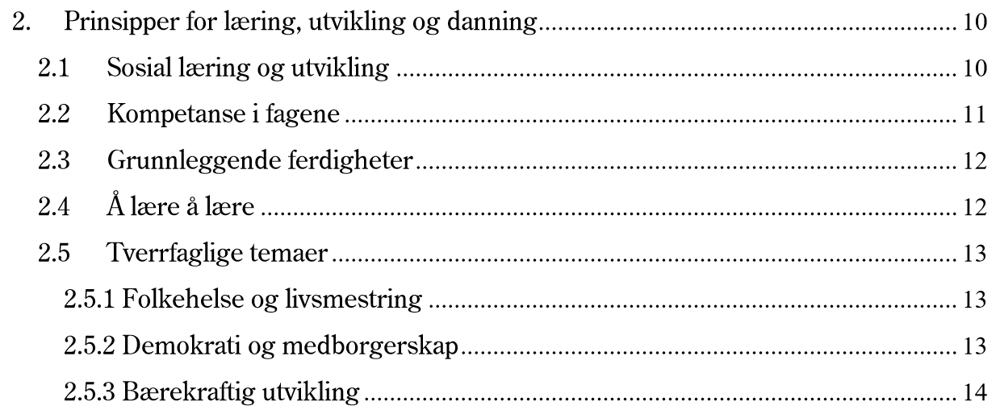 2. Prinsipper for læring, utvikling og danning.......................................................................... 10
2.1 Sosial læring og utvikling .................................................................................................. 10
2.2 Kompetanse i fagene ........................................................................................................... 11
2.3 Grunnleggende ferdigheter................................................................................................ 12
2.4 Å lære å lære ......................................................................................................................... 12
2.5 Tverrfaglige temaer ............................................................................................................. 13
2.5.1 Folkehelse og livsmestring ............................................................................................. 13
2.5.2 Demokrati og medborgerskap........................................................................................ 13
2.5.3 Bærekraftig utvikling ........................................................................................................ 14